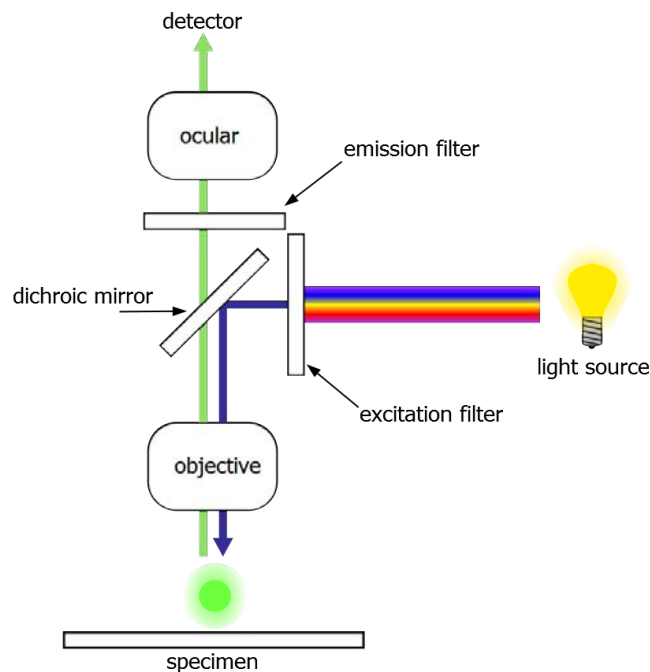 detector
ocular
emission filter
dichroic mirror
light source
excitation filter
objective
specimen